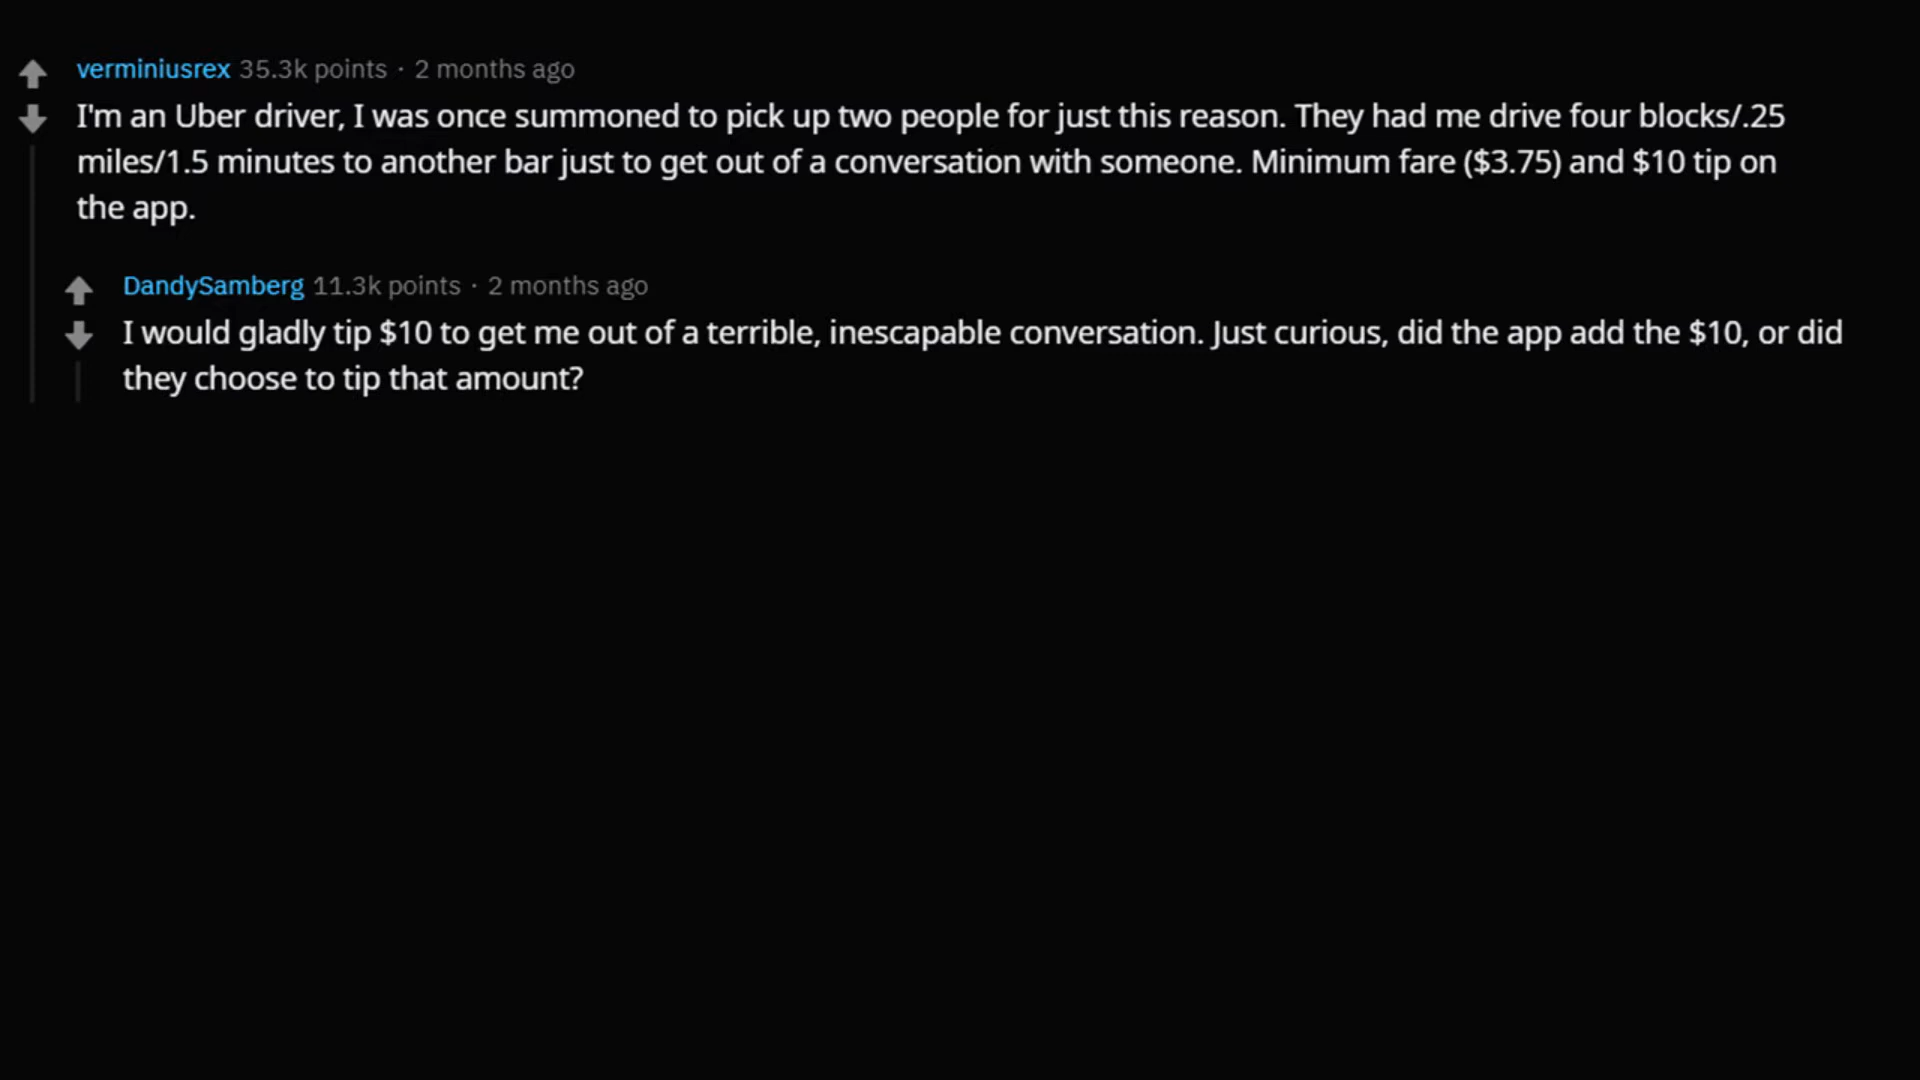 verminiusrex 35.3k points · 2 months ago
I'm an Uber driver, I was once summoned to pick up two people for just this reason. They had me drive four blocks/.25
miles/1.5 minutes to another bar just to get out of a conversation with someone. Minimum fare ($3.75) and $10 tip on
the app.
DandySamberg 11.3k points · 2 months ago
I would gladly tip $10 to get me out of a terrible, inescapable conversation. Just curious, did the app add the $10, or did
they choose to tip that amount?